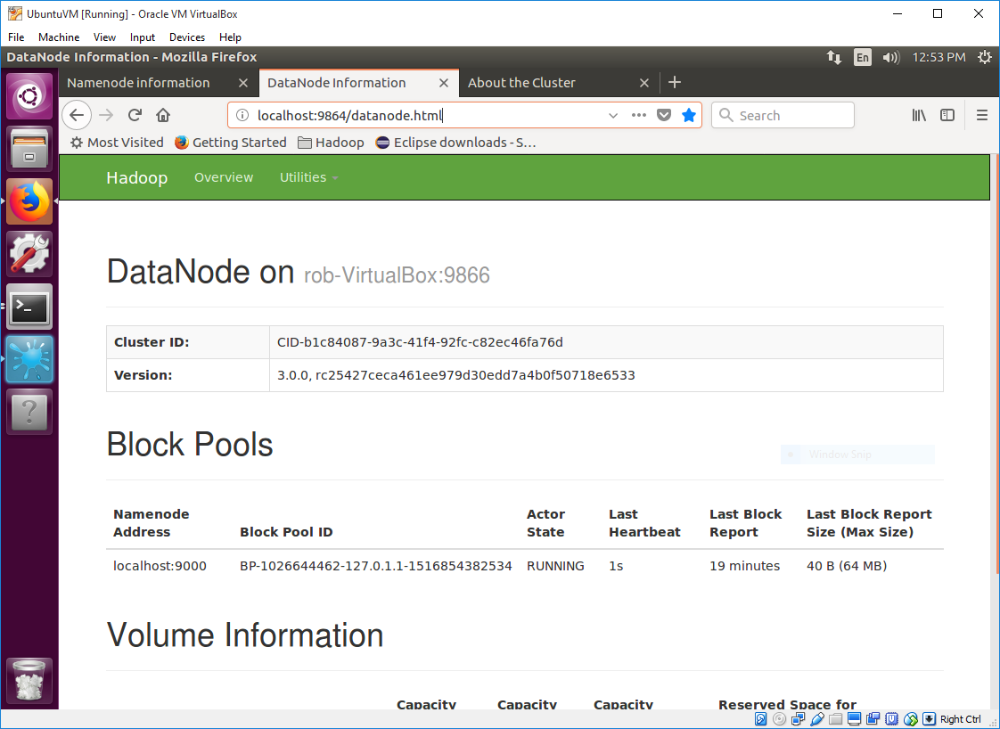 UbuntuVM [Running] - Oracle VM VirtualBox
File Machine View Input Devices Help
DataNode Information - Mozilla Firefox En 12:53 PM
Namenode information DataNode Information About the Cluster
localhost:9864/datanode.html Search
Most Visited Getting Started Hadoop Eclipse downloads - S...
Hadoop Overview Utilities
DataNode on rob-VirtualBox:9866
Cluster ID: CID-b1c84087-9a3c-41f4-92fc-c82ec46fa76d
Version: 3.0.0, rc25427ceca461ee979d30edd7a4b0f50718e6533
Block Pools
Window Snip
Namenode Actor Last Last Block Last Block Report
Address Block Pool ID State Heartbeat Report Size (Max Size)
localhost:9000 BP-1026644462-127.0.1.1-1516854382534 RUNNING 1s 19 minutes 40 B (64 MB)
Volume Information
Capacity Capacity Capacity Reserved Space for
Right Ctrl